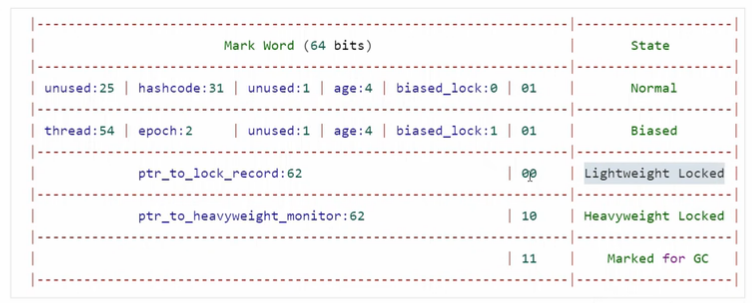 |--------------------------------------------------------------------|--------------------|
| Mark Word (64 bits) | State |
|--------------------------------------------------------------------|--------------------|
| unused:25 | hashcode:31 | unused:1 | age:4 | biased_lock:0 | 01 | Normal |
|--------------------------------------------------------------------|--------------------|
| thread:54 | epoch:2 | unused:1 | age:4 | biased_lock:1 | 01 | Biased |
|--------------------------------------------------------------------|--------------------|
| ptr_to_lock_record:62 | 00 | Lightweight Locked |
|--------------------------------------------------------------------|--------------------|
| ptr_to_heavyweight_monitor:62 | 10 | Heavyweight Locked |
|--------------------------------------------------------------------|--------------------|
| | 11 | Marked for GC |
|--------------------------------------------------------------------|--------------------|